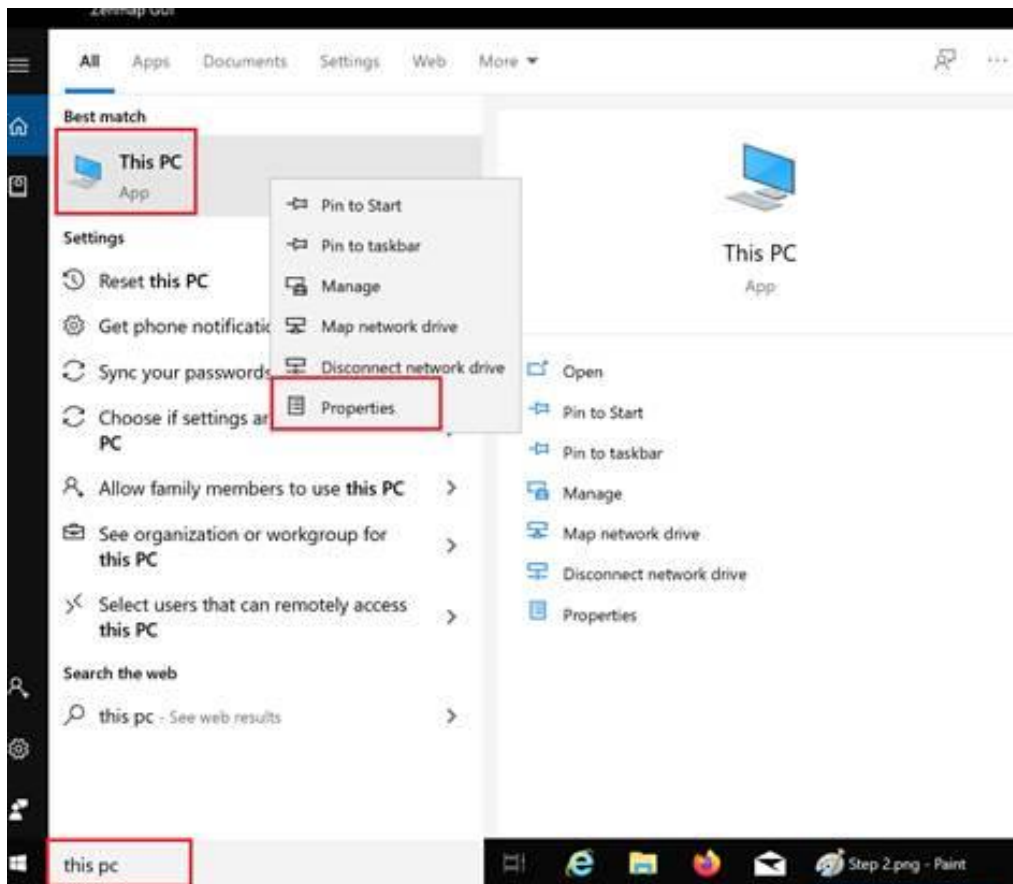 Zenmap GUI
All Apps Documents Settings Web More
Best match
This PC
App
Pin to Start
Pin to taskbar
Manage
Map network drive
Disconnect network drive
Properties
Settings
Reset this PC
Get phone
Sync your passwords
Choose if settings
PC
Allow family members to use this PC
See organization or workgroup for
this PC
Select users that can remotely access
this PC
Search the web
this pc - See web results
This PC
App
Open
Pin to Start
Pin to taskbar
Manage
Map network drive
Disconnect network drive
Properties
this pc
Step 2.png - Paint